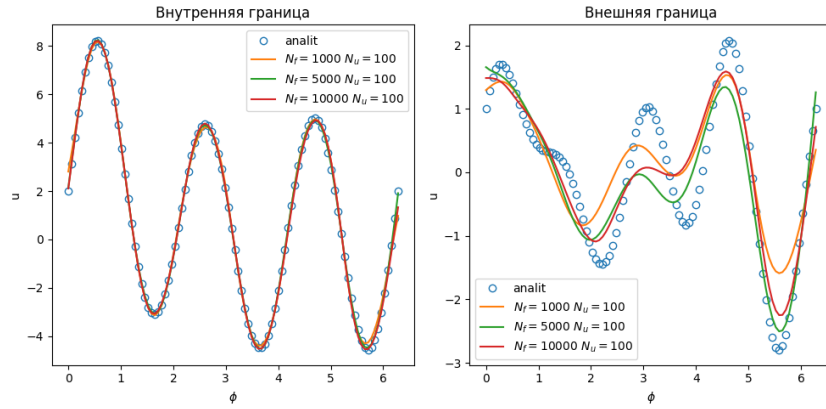 Внутренняя граница
u
8
6
4
2
0
−2
−4
0 1 2 3 4 5 6
ϕ
analit
N_f = 1000 N_u = 100
N_f = 5000 N_u = 100
N_f = 10000 N_u = 100
Внешняя граница
u
2
1
0
−1
−2
−3
0 1 2 3 4 5 6
ϕ
analit
N_f = 1000 N_u = 100
N_f = 5000 N_u = 100
N_f = 10000 N_u = 100